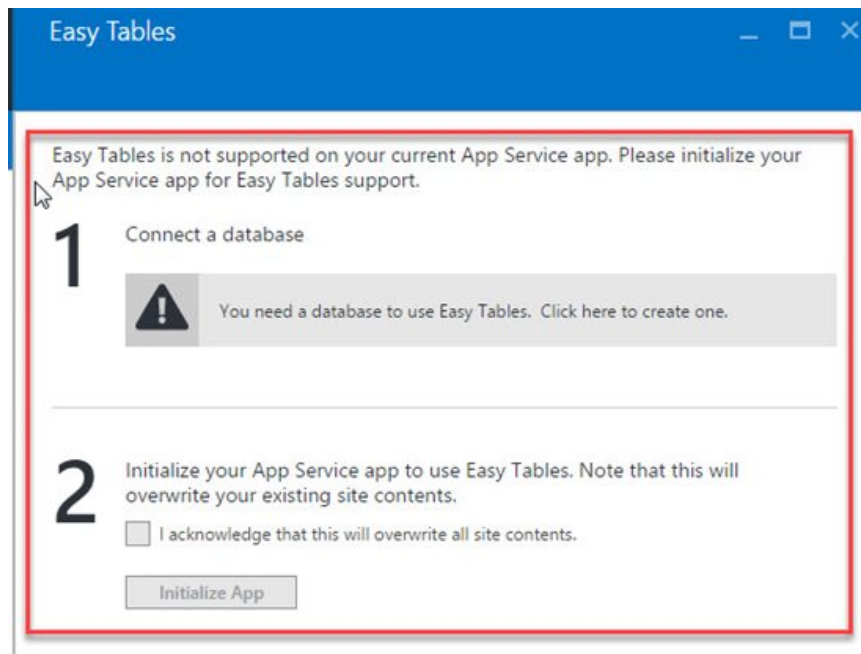 Easy Tables
Easy Tables is not supported on your current App Service app. Please initialize your
App Service app for Easy Tables support.
1
Connect a database
You need a database to use Easy Tables. Click here to create one.
2
Initialize your App Service app to use Easy Tables. Note that this will
overwrite your existing site contents.
I acknowledge that this will overwrite all site contents.
Initialize App